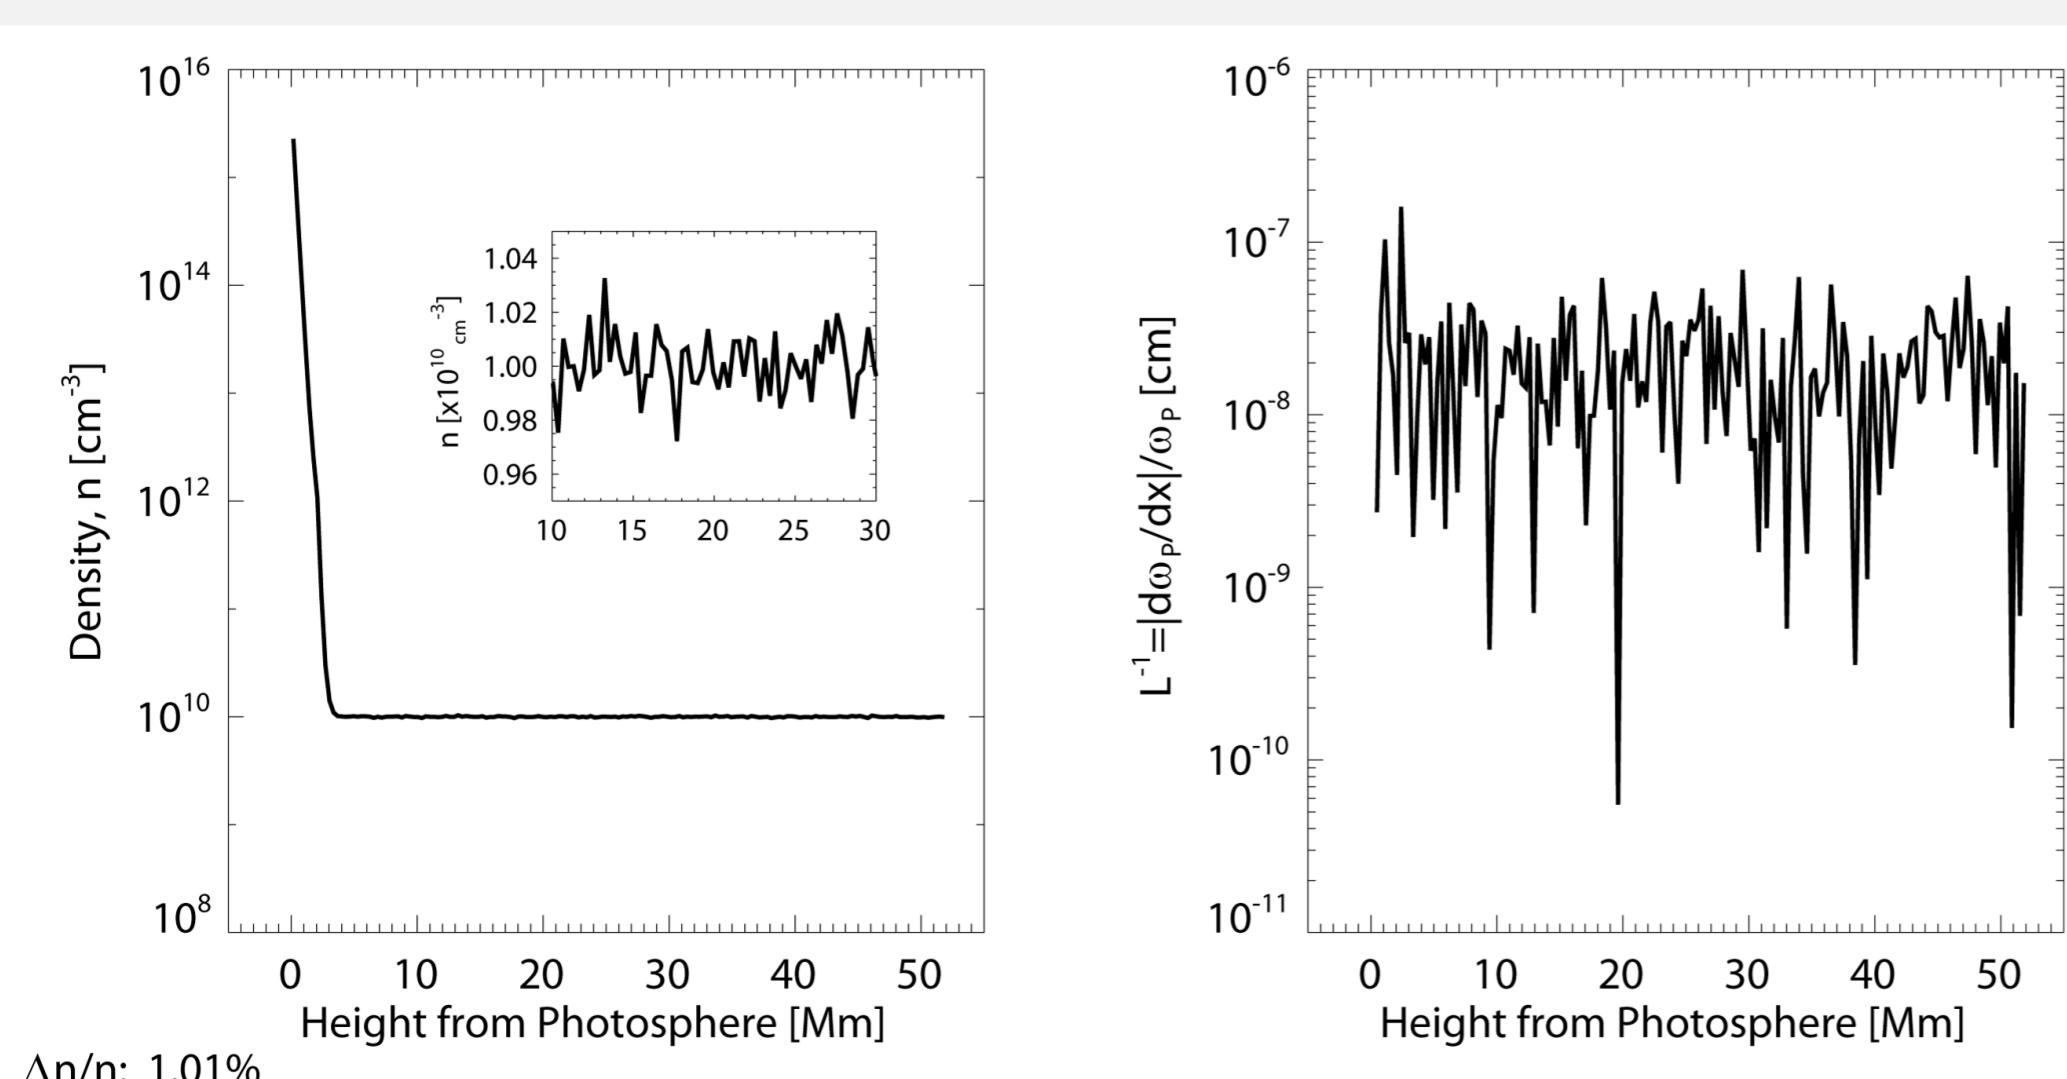 10^16
10^14
10^12
10^10
10^8
Density, n [cm^-3]
0 10 20 30 40 50
Height from Photosphere [Mm]
1.04
1.02
1.00
0.98
0.96
n [x10^10 cm^-3]
10 15 20 25 30
10^-6
10^-7
10^-8
10^-9
10^-10
10^-11
L^-1=|dω_P/dx|/ω_P [cm]
0 10 20 30 40 50
Height from Photosphere [Mm]
Δn/n: 1.01%